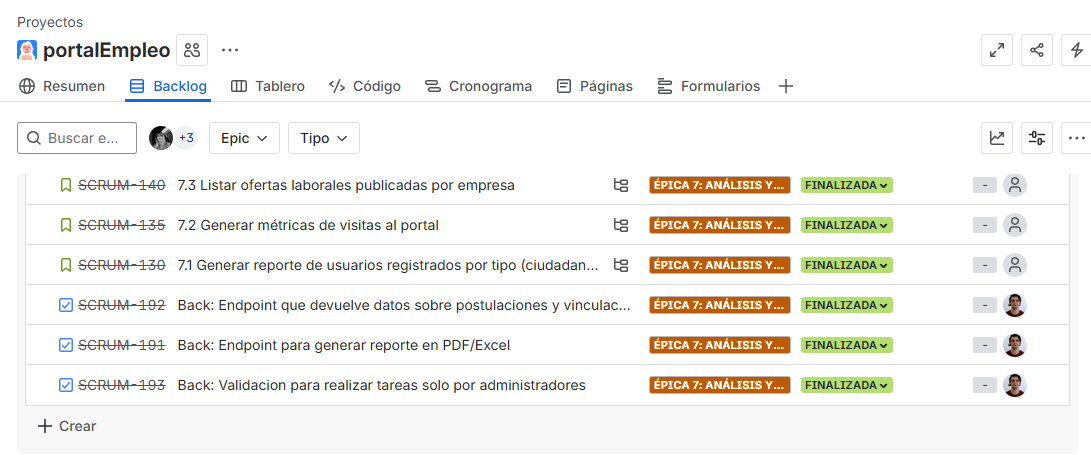 Proyectos
portalEmpleo
Resumen
Backlog
Tablero
Código
Cronograma
Páginas
Formularios
Buscar e...
+3
Epic
Tipo
SCRUM-140 7.3 Listar ofertas laborales publicadas por empresa ÉPICA 7: ANÁLISIS Y... FINALIZADA -
SCRUM-135 7.2 Generar métricas de visitas al portal ÉPICA 7: ANÁLISIS Y... FINALIZADA -
SCRUM-130 7.1 Generar reporte de usuarios registrados por tipo (ciudadan... ÉPICA 7: ANÁLISIS Y... FINALIZADA -
SCRUM-192 Back: Endpoint que devuelve datos sobre postulaciones y vinculac... ÉPICA 7: ANÁLISIS Y... FINALIZADA -
SCRUM-191 Back: Endpoint para generar reporte en PDF/Excel ÉPICA 7: ANÁLISIS Y... FINALIZADA -
SCRUM-193 Back: Validacion para realizar tareas solo por administradores ÉPICA 7: ANÁLISIS Y... FINALIZADA -
Crear